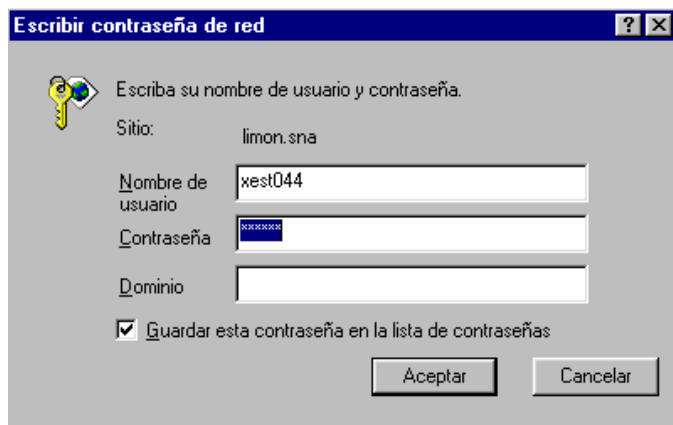 Escribir contraseña de red
Escriba su nombre de usuario y contraseña.
Sitio: limon.sna
Nombre de usuario xest044
Contraseña ******
Dominio
Guardar esta contraseña en la lista de contraseñas
Aceptar Cancelar